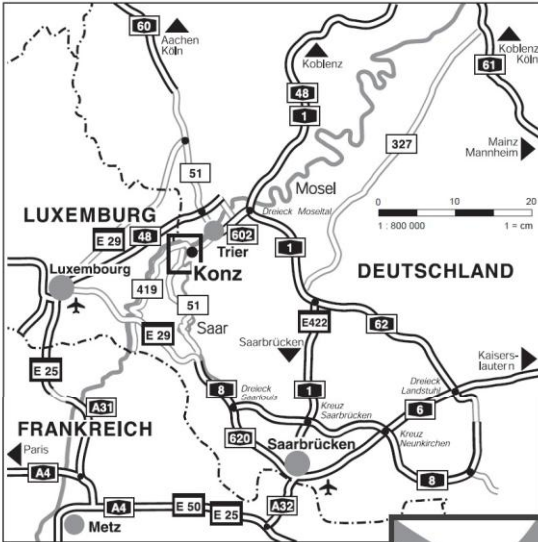 60
Aachen
Köln
Koblenz
Koblenz
Köln
61
48
1
Mainz
Mannheim
327
51
Mosel
LUXEMBURG
Dreieck Moseltal
0 10 20
1 : 800 000 1 = cm
E 29
48
602
Trier
1
Luxembourg
Konz
DEUTSCHLAND
419
51
E422
62
E 29
Saar
Saarbrücken
Kaisers-
lautern
E 25
8
Dreieck
Saarlouis
1
Kreuz
Saarbrücken
Dreieck
Landstuhl
6
A31
FRANKREICH
620
Saarbrücken
Kreuz
Neunkirchen
Paris
A4
8
A4
E 50
E 25
A32
Metz